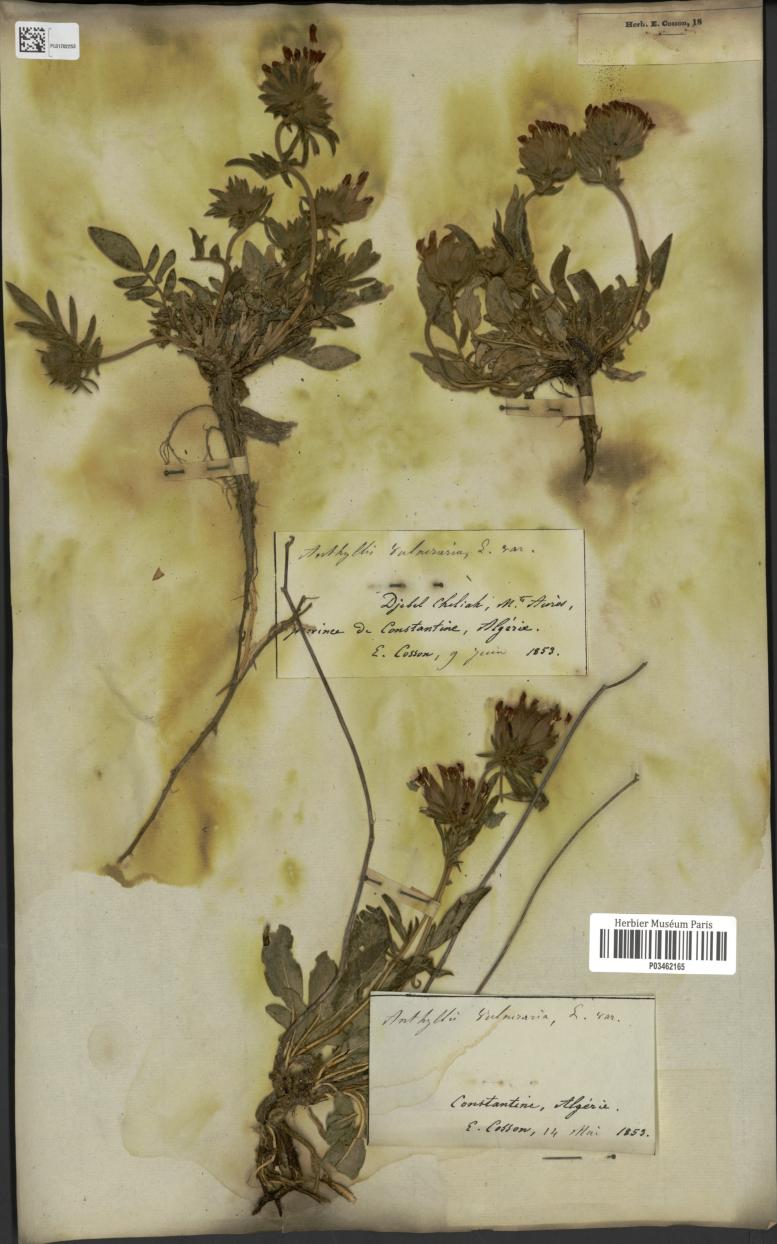 Herb. E. Cosson, 18
Anthyllis Vulneraria, L. var.
Djebel Cheliah, Mts Aurès,
province de Constantine, Algérie.
E. Cosson, 9 juin 1853.
Herbier Muséum Paris
P03462165
Anthyllis Vulneraria, L. var.
Constantine, Algérie.
E. Cosson, 14 Mai 1853.